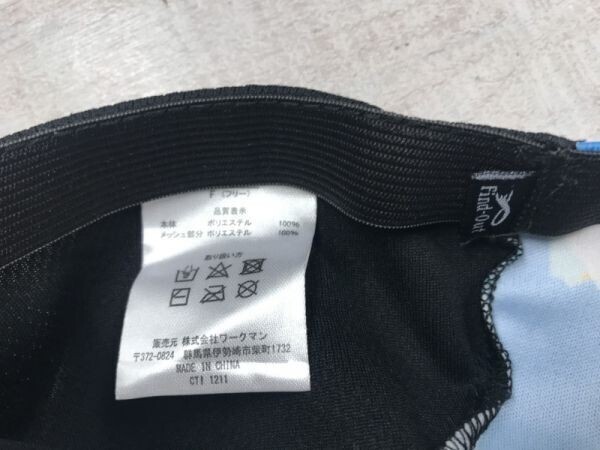 F (フリー)
品質表示
本体 ポリエステル 100%
メッシュ部分 ポリエステル 100%
取り扱い方
販売元 株式会社ワークマン
〒372-0824 群馬県伊勢崎市柴町1732
MADE IN CHINA
CT! 1211
Find-Out